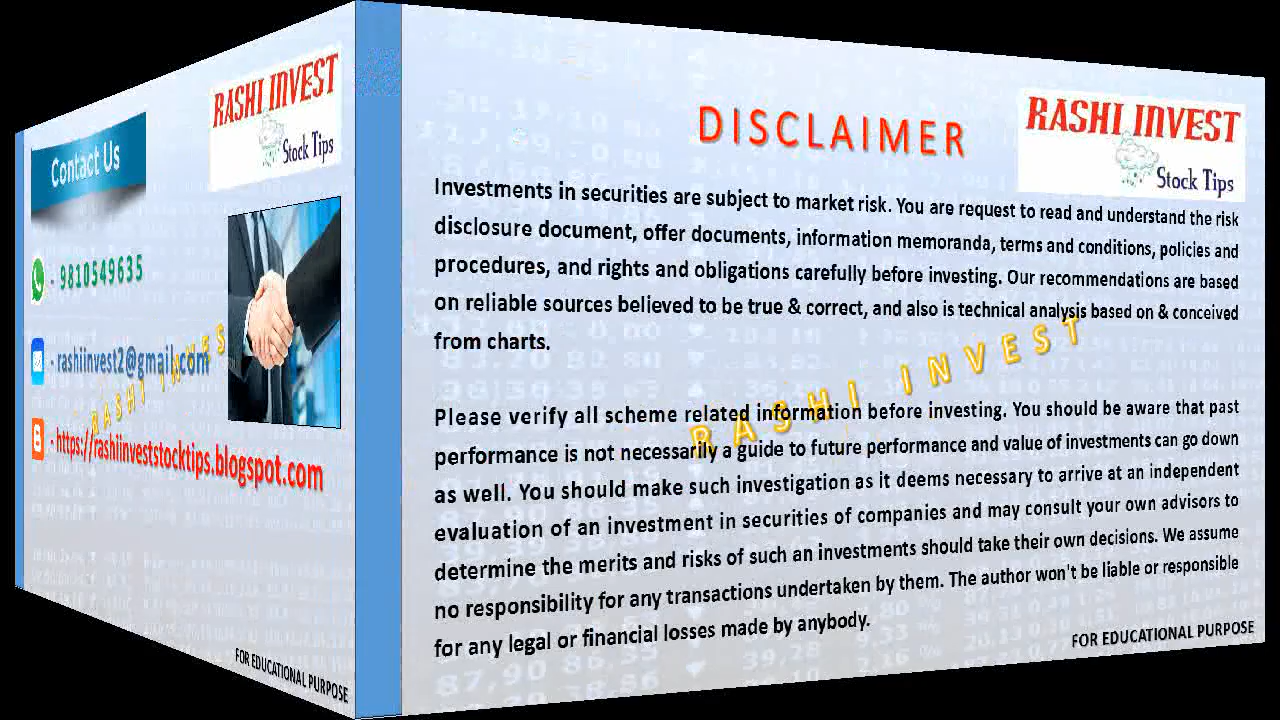 Contact Us
RASHI INVEST
Stock Tips
- 9810549635
- rashiinvest2@gmail.com
- https://rashiinveststocktips.blogspot.com
RASHI INVES
FOR EDUCATIONAL PURPOSE
DISCLAIMER
RASHI INVEST
Stock Tips
Investments in securities are subject to market risk. You are request to read and understand the risk
disclosure document, offer documents, information memoranda, terms and conditions, policies and
procedures, and rights and obligations carefully before investing. Our recommendations are based
on reliable sources believed to be true & correct, and also is technical analysis based on & conceived
from charts.
RASHI INVEST
Please verify all scheme related information before investing. You should be aware that past
performance is not necessarily a guide to future performance and value of investments can go down
as well. You should make such investigation as it deems necessary to arrive at an independent
evaluation of an investment in securities of companies and may consult your own advisors to
determine the merits and risks of such an investments should take their own decisions. We assume
no responsibility for any transactions undertaken by them. The author won't be liable or responsible
for any legal or financial losses made by anybody.
FOR EDUCATIONAL PURPOSE